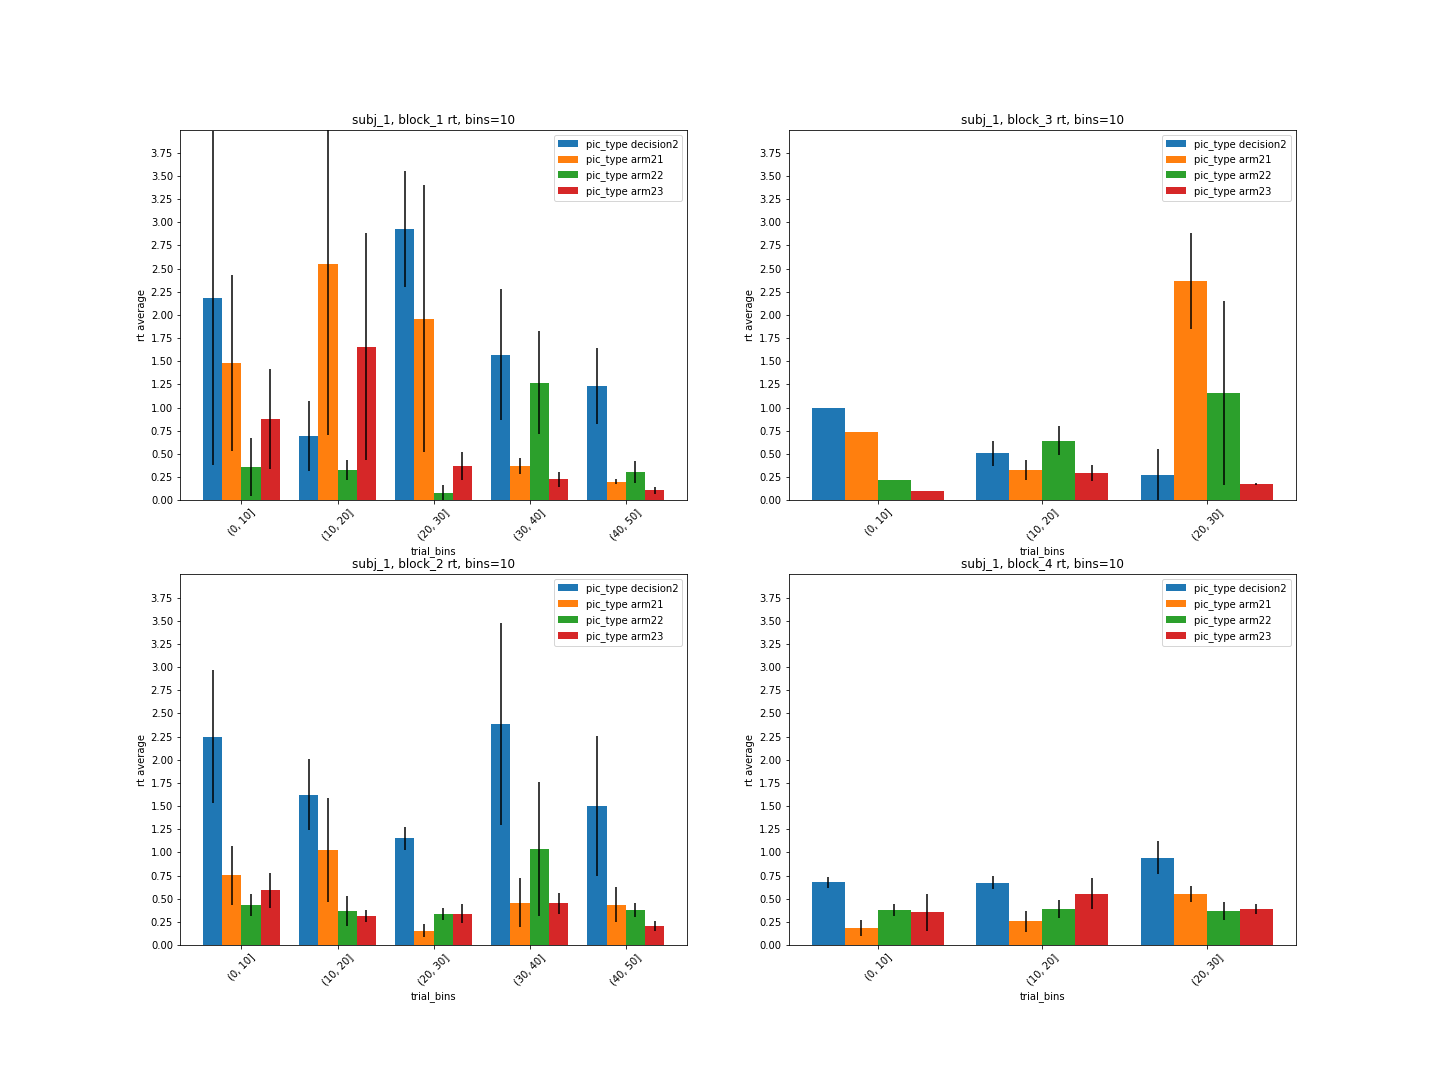 subj_1, block_1 rt, bins=10
pic_type decision2
pic_type arm21
pic_type arm22
pic_type arm23
3.75
3.50
3.25
3.00
2.75
2.50
2.25
2.00
1.75
1.50
1.25
1.00
0.75
0.50
0.25
0.00
rt average
(0, 10]
(10, 20]
(20, 30]
(30, 40]
(40, 50]
trial_bins
subj_1, block_3 rt, bins=10
pic_type decision2
pic_type arm21
pic_type arm22
pic_type arm23
3.75
3.50
3.25
3.00
2.75
2.50
2.25
2.00
1.75
1.50
1.25
1.00
0.75
0.50
0.25
0.00
rt average
(0, 10]
(10, 20]
(20, 30]
trial_bins
subj_1, block_2 rt, bins=10
pic_type decision2
pic_type arm21
pic_type arm22
pic_type arm23
3.75
3.50
3.25
3.00
2.75
2.50
2.25
2.00
1.75
1.50
1.25
1.00
0.75
0.50
0.25
0.00
rt average
(0, 10]
(10, 20]
(20, 30]
(30, 40]
(40, 50]
trial_bins
subj_1, block_4 rt, bins=10
pic_type decision2
pic_type arm21
pic_type arm22
pic_type arm23
3.75
3.50
3.25
3.00
2.75
2.50
2.25
2.00
1.75
1.50
1.25
1.00
0.75
0.50
0.25
0.00
rt average
(0, 10]
(10, 20]
(20, 30]
trial_bins